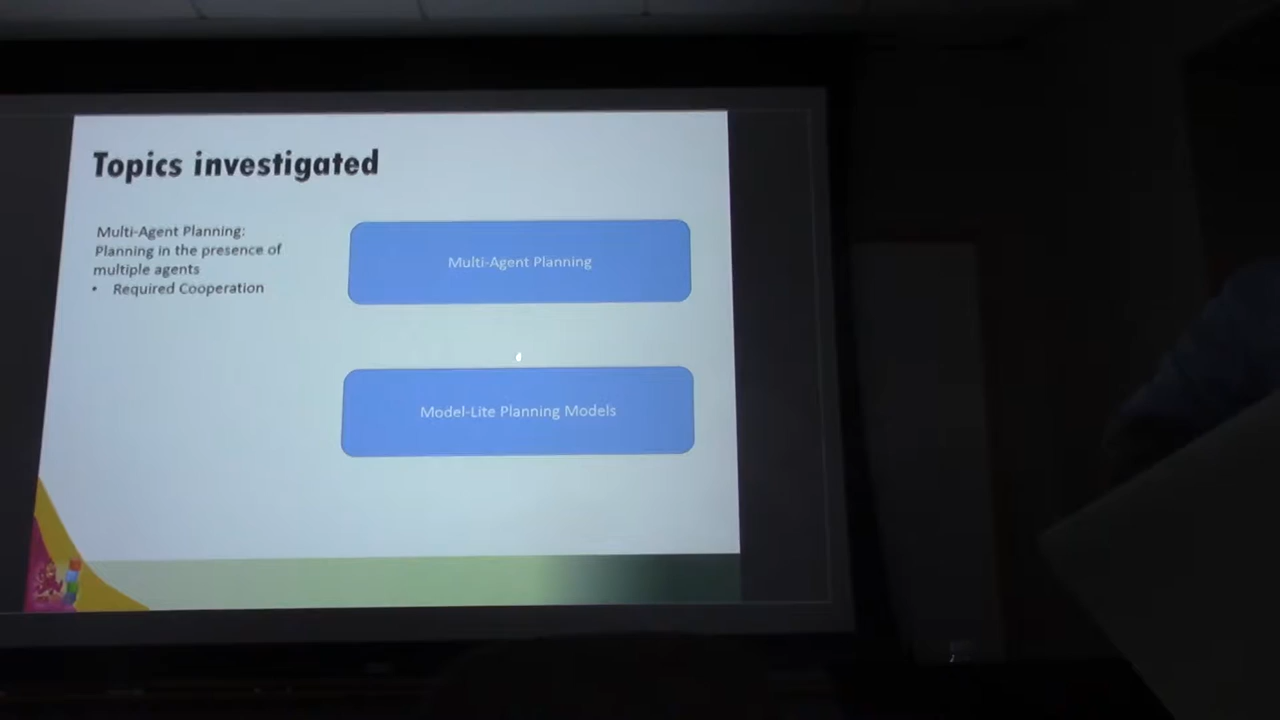 Topics investigated
Multi-Agent Planning:
Planning in the presence of
multiple agents
• Required Cooperation
Multi-Agent Planning
Model-Lite Planning Models